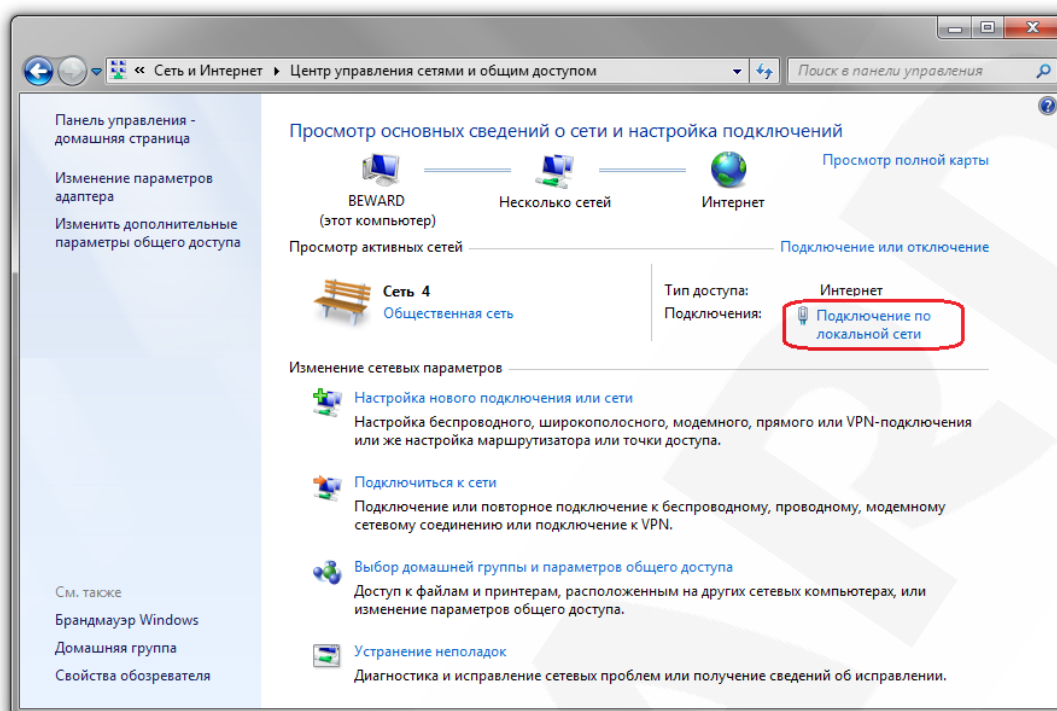 « Сеть и Интернет ▸ Центр управления сетями и общим доступом
Поиск в панели управления
Панель управления -
домашняя страница
Изменение параметров
адаптера
Изменить дополнительные
параметры общего доступа
Просмотр основных сведений о сети и настройка подключений
Просмотр полной карты
BEWARD
(этот компьютер)
Несколько сетей
Интернет
Просмотр активных сетей
Подключение или отключение
Сеть 4
Общественная сеть
Тип доступа: Интернет
Подключения: Подключение по
локальной сети
Изменение сетевых параметров
Настройка нового подключения или сети
Настройка беспроводного, широкополосного, модемного, прямого или VPN-подключения
или же настройка маршрутизатора или точки доступа.
Подключиться к сети
Подключение или повторное подключение к беспроводному, проводному, модемному
сетевому соединению или подключение к VPN.
Выбор домашней группы и параметров общего доступа
Доступ к файлам и принтерам, расположенным на других сетевых компьютерах, или
изменение параметров общего доступа.
Устранение неполадок
Диагностика и исправление сетевых проблем или получение сведений об исправлении.
См. также
Брандмауэр Windows
Домашняя группа
Свойства обозревателя